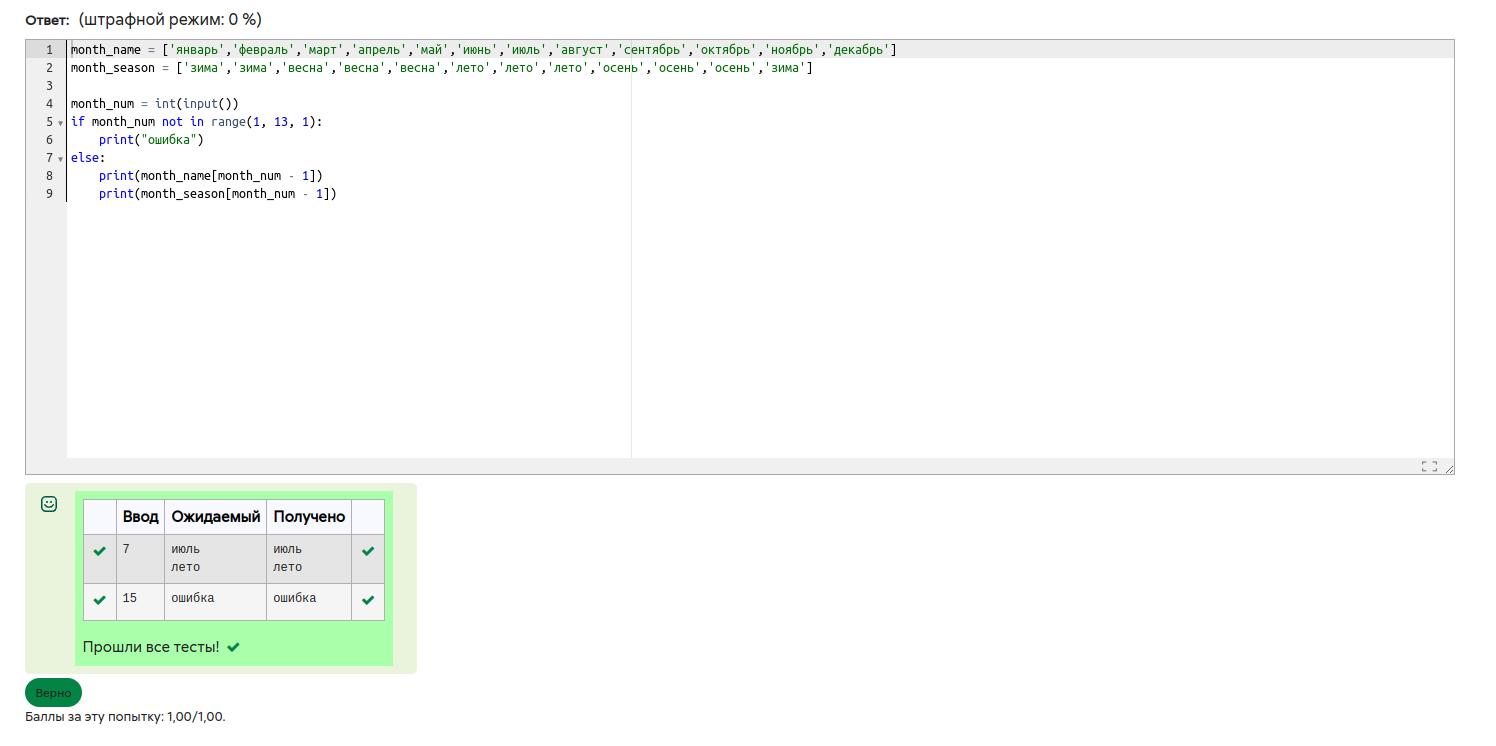 Ответ: (штрафной режим: 0 %)
1 month_name = ['январь','февраль','март','апрель','май','июнь','июль','август','сентябрь','октябрь','ноябрь','декабрь']
2 month_season = ['зима','зима','весна','весна','весна','лето','лето','лето','осень','осень','осень','зима']
3
4 month_num = int(input())
5 if month_num not in range(1, 13, 1):
6     print("ошибка")
7 else:
8     print(month_name[month_num - 1])
9     print(month_season[month_num - 1])
Ввод Ожидаемый Получено
7 июль июль
лето лето
15 ошибка ошибка
Прошли все тесты!
Верно
Баллы за эту попытку: 1,00/1,00.